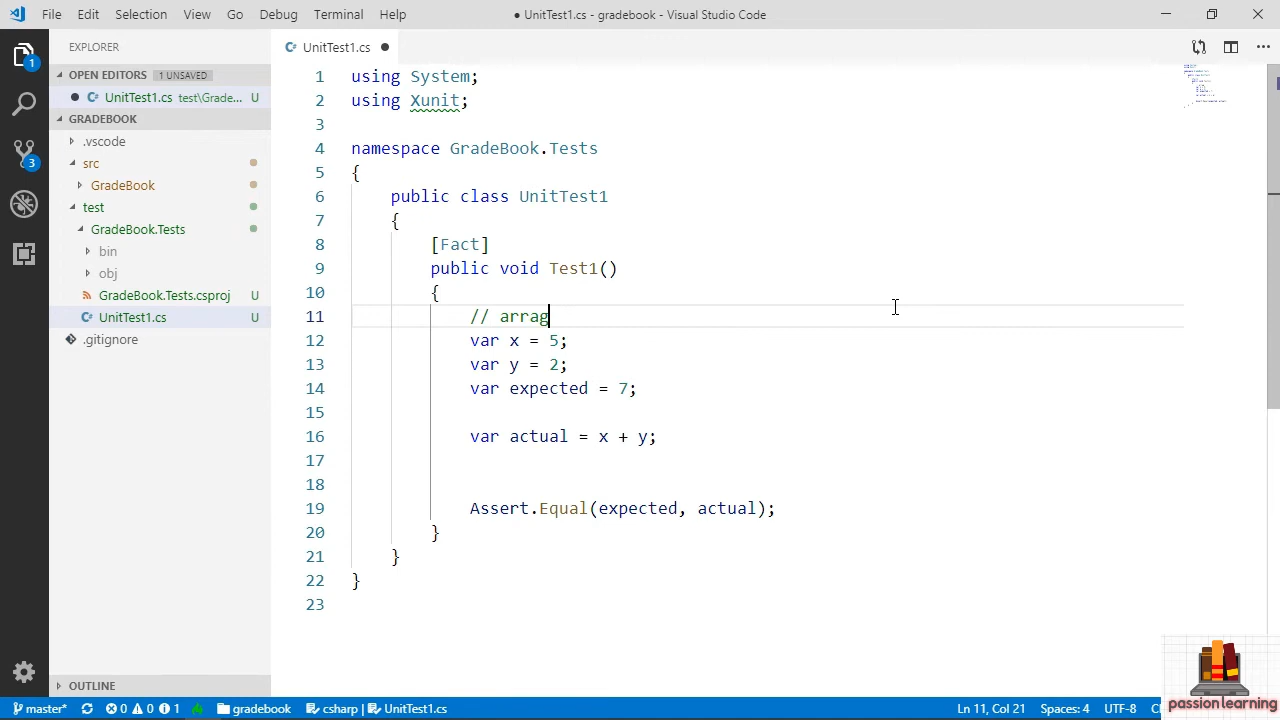 File Edit Selection View Go Debug Terminal Help ● UnitTest1.cs - gradebook - Visual Studio Code
EXPLORER
OPEN EDITORS 1 UNSAVED
● UnitTest1.cs test\Grade... U
GRADEBOOK
.vscode
src
GradeBook
test
GradeBook.Tests
bin
obj
GradeBook.Tests.csproj U
UnitTest1.cs U
.gitignore
OUTLINE
1
3
UnitTest1.cs ●
1 using System;
2 using Xunit;
3
4 namespace GradeBook.Tests
5 {
6 public class UnitTest1
7 {
8 [Fact]
9 public void Test1()
10 {
11 // arrag
12 var x = 5;
13 var y = 2;
14 var expected = 7;
15
16 var actual = x + y;
17
18
19 Assert.Equal(expected, actual);
20 }
21 }
22 }
23
passion learning
master* 0 0 1 gradebook csharp | UnitTest1.cs Ln 11, Col 21 Spaces: 4 UTF-8